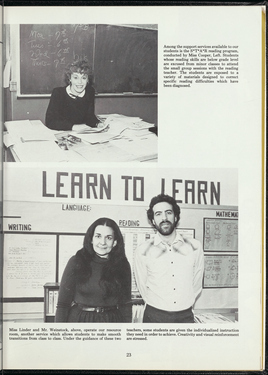 Among the support services available to our
students is the S*T*A*R reading program,
conducted by Miss Cooper, Left. Students
whose reading skills are below grade level
are excused from minor classes to attend
the small group sessions with the reading
teacher. The students are exposed to a
variety of materials designed to correct
specific reading difficulties which have
been diagnosed.
LEARN TO LEARN
LANGUAGE
WRITING
READING
MATHEMA
Miss Linder and Mr. Weinstock, above, operate our resource
room, another service which allows students to make smooth
transitions from class to class. Under the guidance of these two
teachers, some students are given the individualized instruction
they need in order to achieve. Creativity and visual reinforcement
are stressed.
23